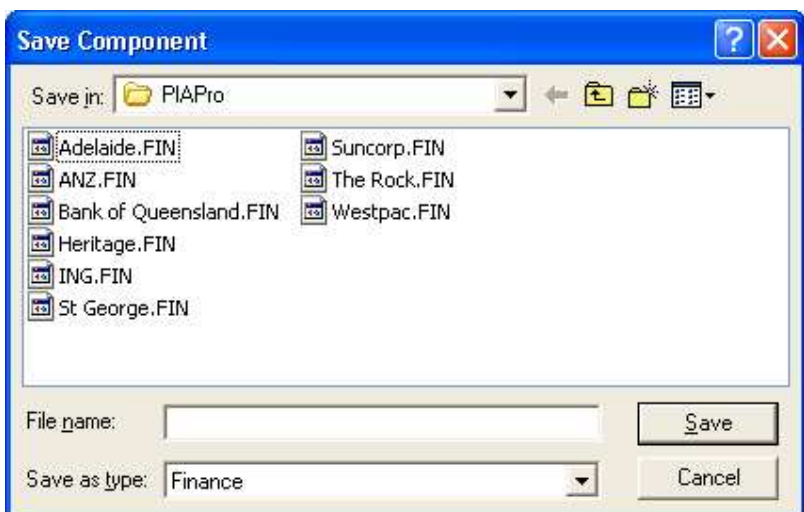 Save Component
Save in: PIAPro
Adelaide.FIN
ANZ.FIN
Bank of Queensland.FIN
Heritage.FIN
ING.FIN
St George.FIN
Suncorp.FIN
The Rock.FIN
Westpac.FIN
File name:
Save
Save as type: Finance
Cancel